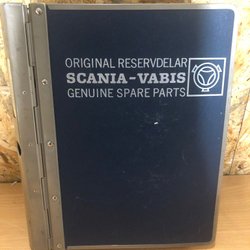 ORIGINAL RESERVDELAR
SCANIA-VABIS
GENUINE SPARE PARTS